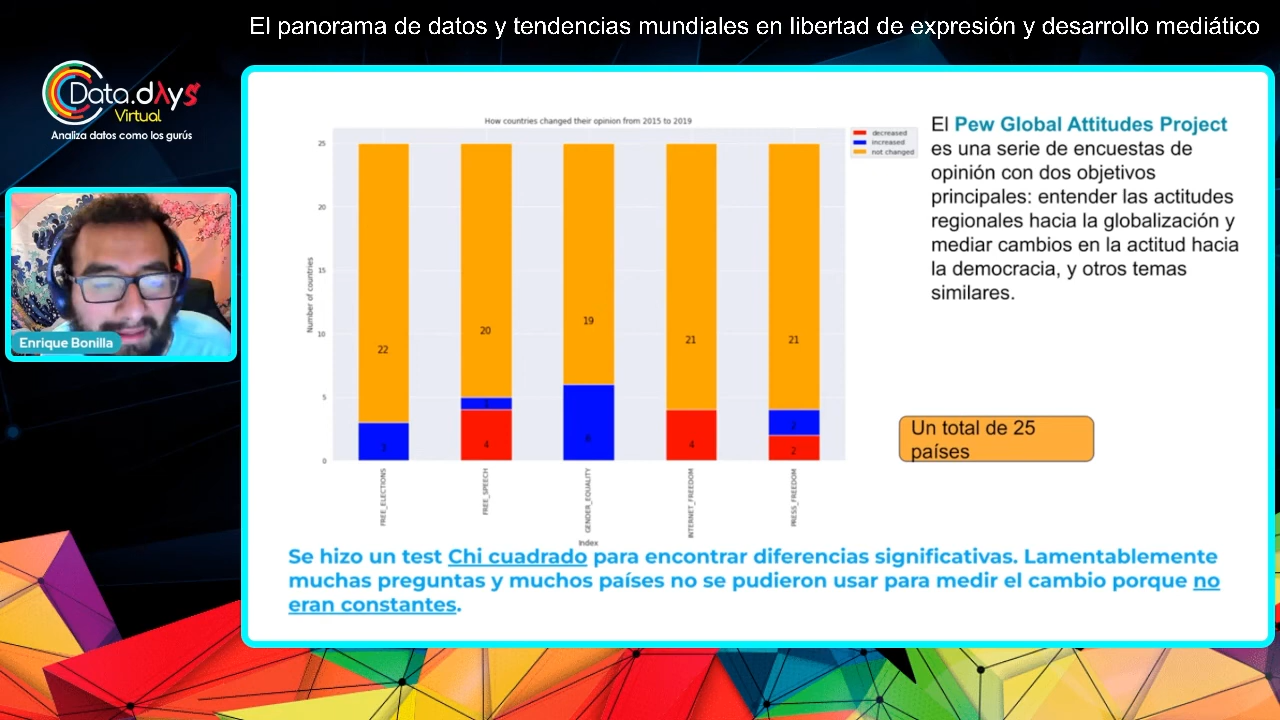 El panorama de datos y tendencias mundiales en libertad de expresión y desarrollo mediático
Data.dAys
Virtual
Analiza datos como los gurús
Enrique Bonilla
How countries changed their opinion from 2015 to 2019
decreased
increased
not changed
Number of countries
25
20
15
10
5
0
22
3
20
1
4
19
6
21
4
21
2
2
FREE_ELECTIONS
FREE_SPEECH
GENDER_EQUALITY
INTERNET_FREEDOM
PRESS_FREEDOM
Index
El Pew Global Attitudes Project
es una serie de encuestas de
opinión con dos objetivos
principales: entender las actitudes
regionales hacia la globalización y
mediar cambios en la actitud hacia
la democracia, y otros temas
similares.
Un total de 25
países
Se hizo un test Chi cuadrado para encontrar diferencias significativas. Lamentablemente
muchas preguntas y muchos países no se pudieron usar para medir el cambio porque no
eran constantes.